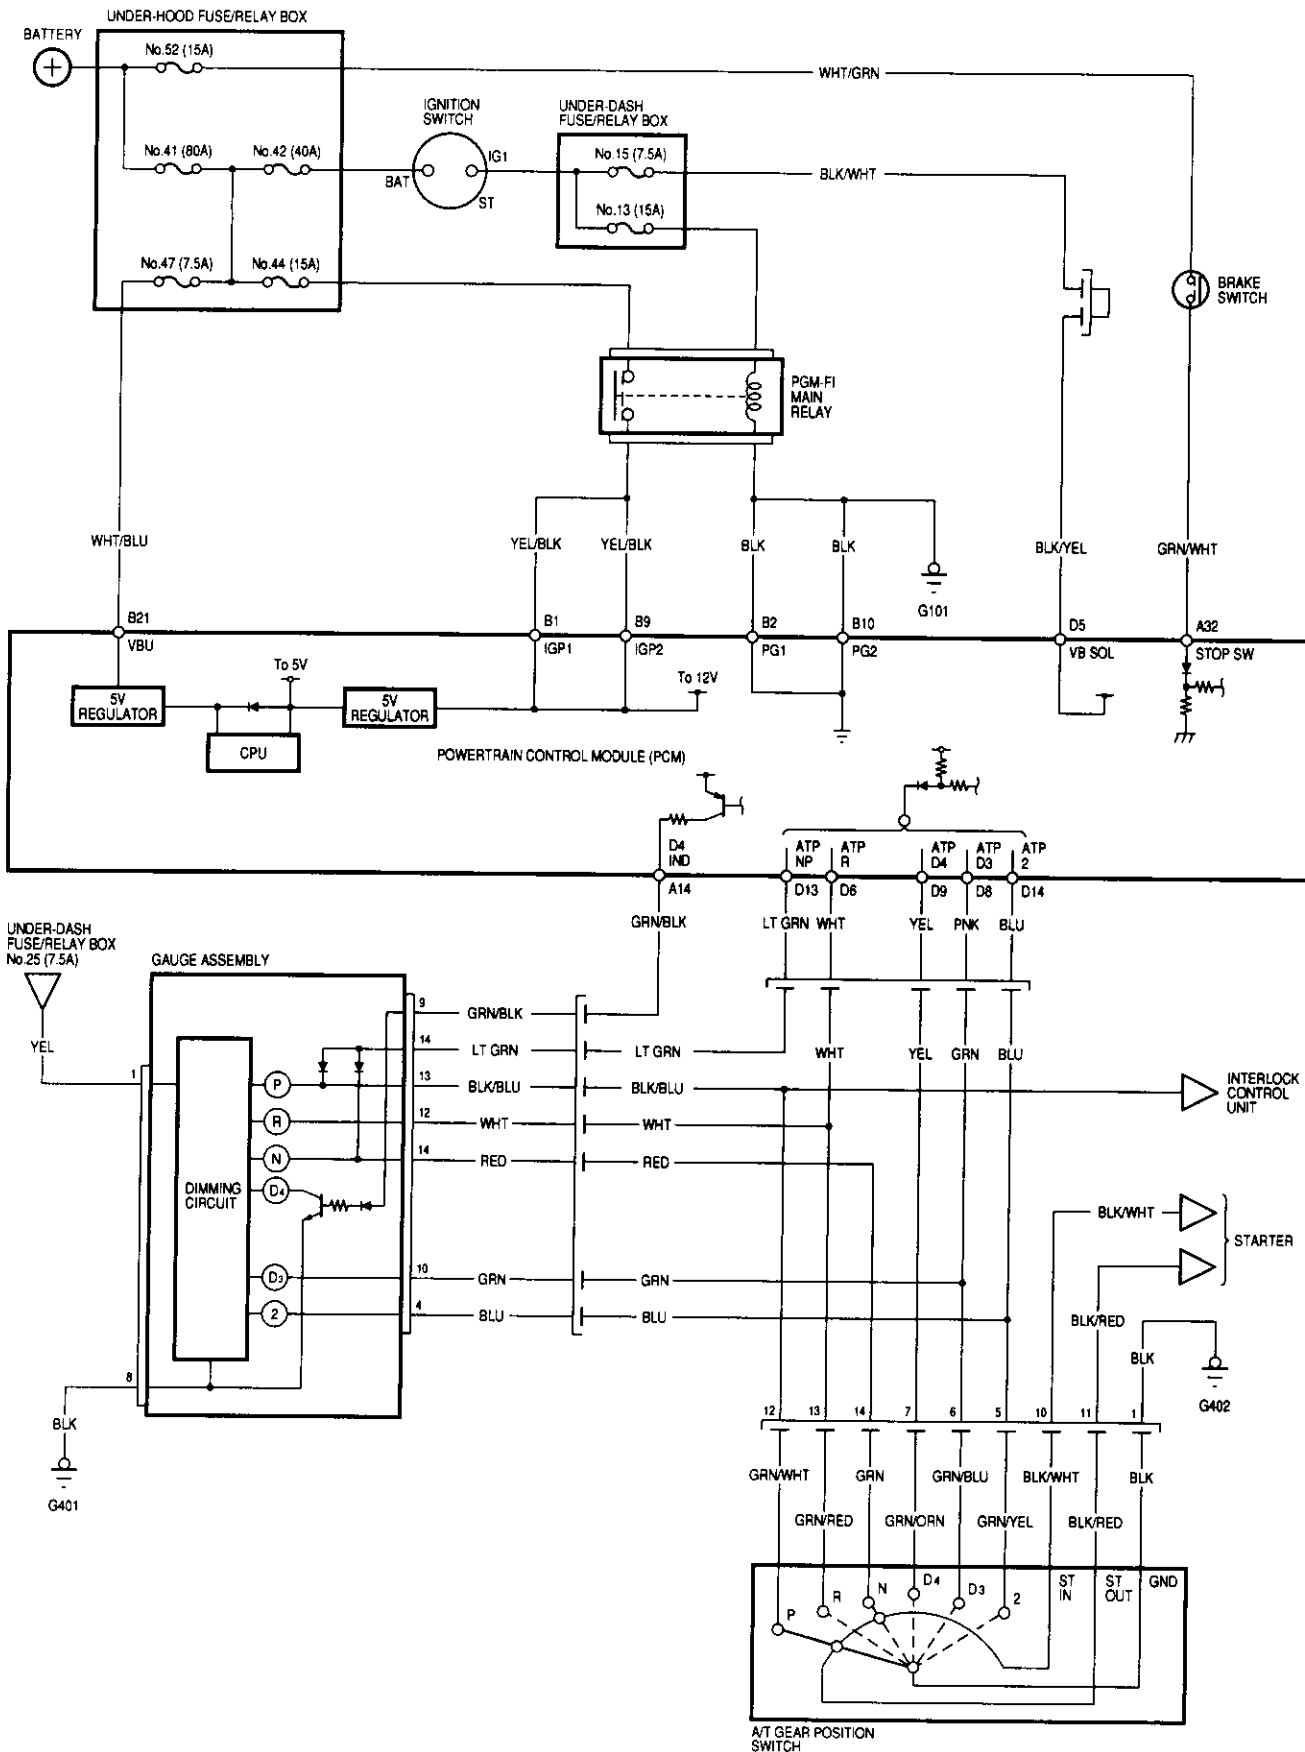 UNDER-HOOD FUSE/RELAY BOX
BATTERY
No.52 (15A)
WHT/GRN
IGNITION
SWITCH
UNDER-DASH
FUSE/RELAY BOX
No.41 (80A)
No.42 (40A)
BAT
IG1
ST
No.15 (7.5A)
BLK/WHT
No.13 (15A)
No.47 (7.5A)
No.44 (15A)
BRAKE
SWITCH
PGM-FI
MAIN
RELAY
WHT/BLU
YEL/BLK
YEL/BLK
BLK
BLK
BLK/YEL
GRN/WHT
G101
B21
B1
B9
B2
B10
D5
A32
VBU
IGP1
IGP2
PG1
PG2
VB SOL
STOP SW
To 5V
To 12V
5V
REGULATOR
5V
REGULATOR
CPU
POWERTRAIN CONTROL MODULE (PCM)
D4
IND
ATP
NP
ATP
R
ATP
D4
ATP
D3
ATP
2
A14
D13
D6
D9
D8
D14
GRN/BLK
LT GRN
WHT
YEL
PNK
BLU
UNDER-DASH
FUSE/RELAY BOX
No.25 (7.5A)
GAUGE ASSEMBLY
YEL
9
GRN/BLK
14
LT GRN
LT GRN
WHT
YEL
GRN
BLU
1
P
13
BLK/BLU
BLK/BLU
INTERLOCK
CONTROL
UNIT
R
12
WHT
WHT
N
14
RED
RED
DIMMING
CIRCUIT
D4
BLK/WHT
STARTER
D3
10
GRN
GRN
2
4
BLU
BLU
BLK/RED
BLK
8
BLK
G401
G402
12
13
14
7
6
5
10
11
1
GRN/WHT
GRN
GRN/BLU
BLK/WHT
BLK
GRN/RED
GRN/ORN
GRN/YEL
BLK/RED
P
R
N
D4
D3
2
ST
IN
ST
OUT
GND
A/T GEAR POSITION
SWITCH